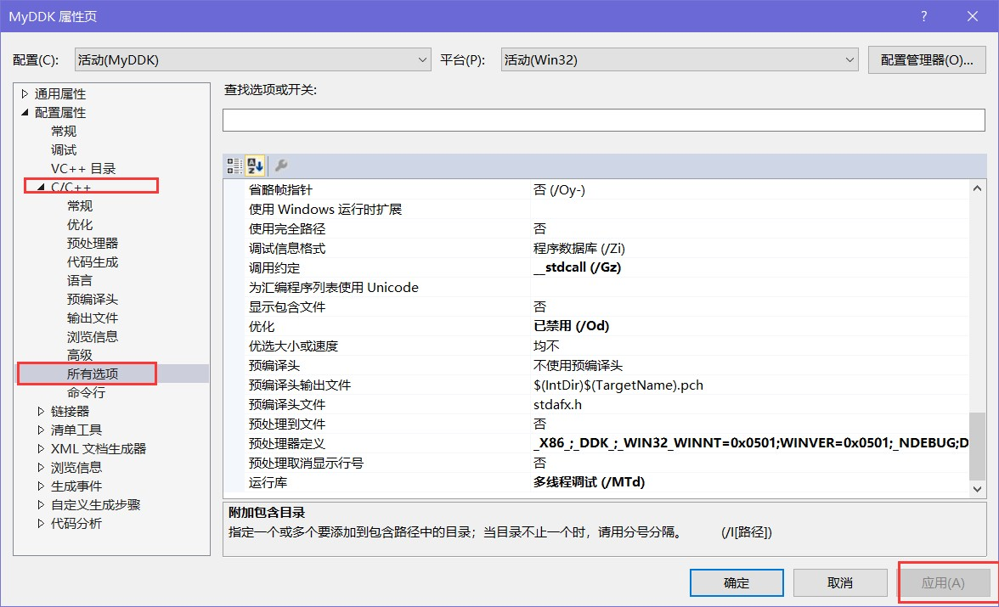 MyDDK 属性页
配置(C): 活动(MyDDK) 平台(P): 活动(Win32) 配置管理器(O)...
通用属性
配置属性
常规
调试
VC++ 目录
C/C++
常规
优化
预处理器
代码生成
语言
预编译头
输出文件
浏览信息
高级
所有选项
命令行
链接器
清单工具
XML 文档生成器
浏览信息
生成事件
自定义生成步骤
代码分析
查找选项或开关:
省略帧指针 否 (/Oy-)
使用 Windows 运行时扩展
使用完全路径 否
调试信息格式 程序数据库 (/Zi)
调用约定 __stdcall (/Gz)
为汇编程序列表使用 Unicode
显示包含文件 否
优化 已禁用 (/Od)
优选大小或速度 均不
预编译头 不使用预编译头
预编译头输出文件 $(IntDir)$(TargetName).pch
预编译头文件 stdafx.h
预处理到文件 否
预处理器定义 _X86_;_DDK_;_WIN32_WINNT=0x0501;WINVER=0x0501;_NDEBUG;D
预处理取消显示行号 否
运行库 多线程调试 (/MTd)
附加包含目录
指定一个或多个要添加到包含路径中的目录；当目录不止一个时，请用分号分隔。 (/I[路径])
确定 取消 应用(A)